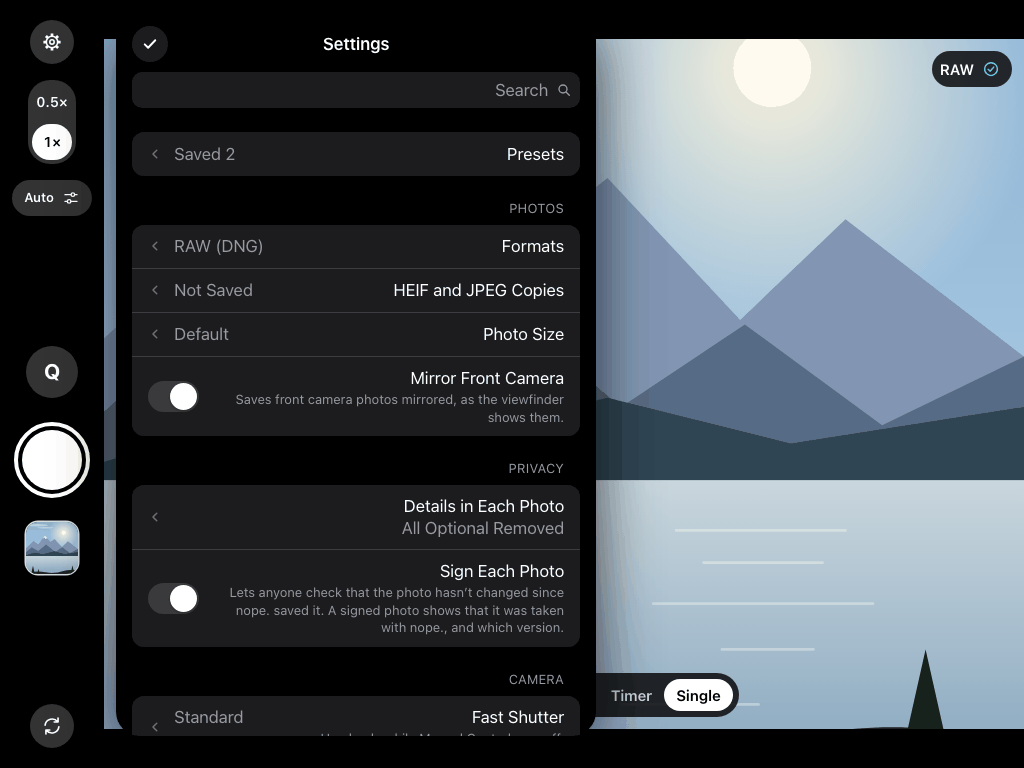 Settings
Search
Presets
Saved 2
PHOTOS
Formats
RAW (DNG)
HEIF and JPEG Copies
Not Saved
Photo Size
Default
Mirror Front Camera
Saves front camera photos mirrored, as the viewfinder
shows them.
PRIVACY
Details in Each Photo
All Optional Removed
Sign Each Photo
Lets anyone check that the photo hasn’t changed since
nope. saved it. A signed photo shows that it was taken
with nope., and which version.
CAMERA
Fast Shutter
Standard
0.5×
1×
Auto
Q
RAW
Timer
Single